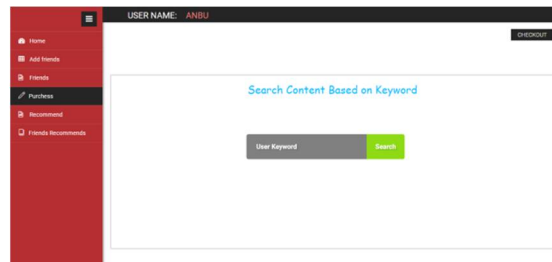 USER NAME: ANBU
CHECKOUT
Home
Add friends
Friends
Purchess
Recommend
Friends Recommends
Search Content Based on Keyword
User Keyword
Search